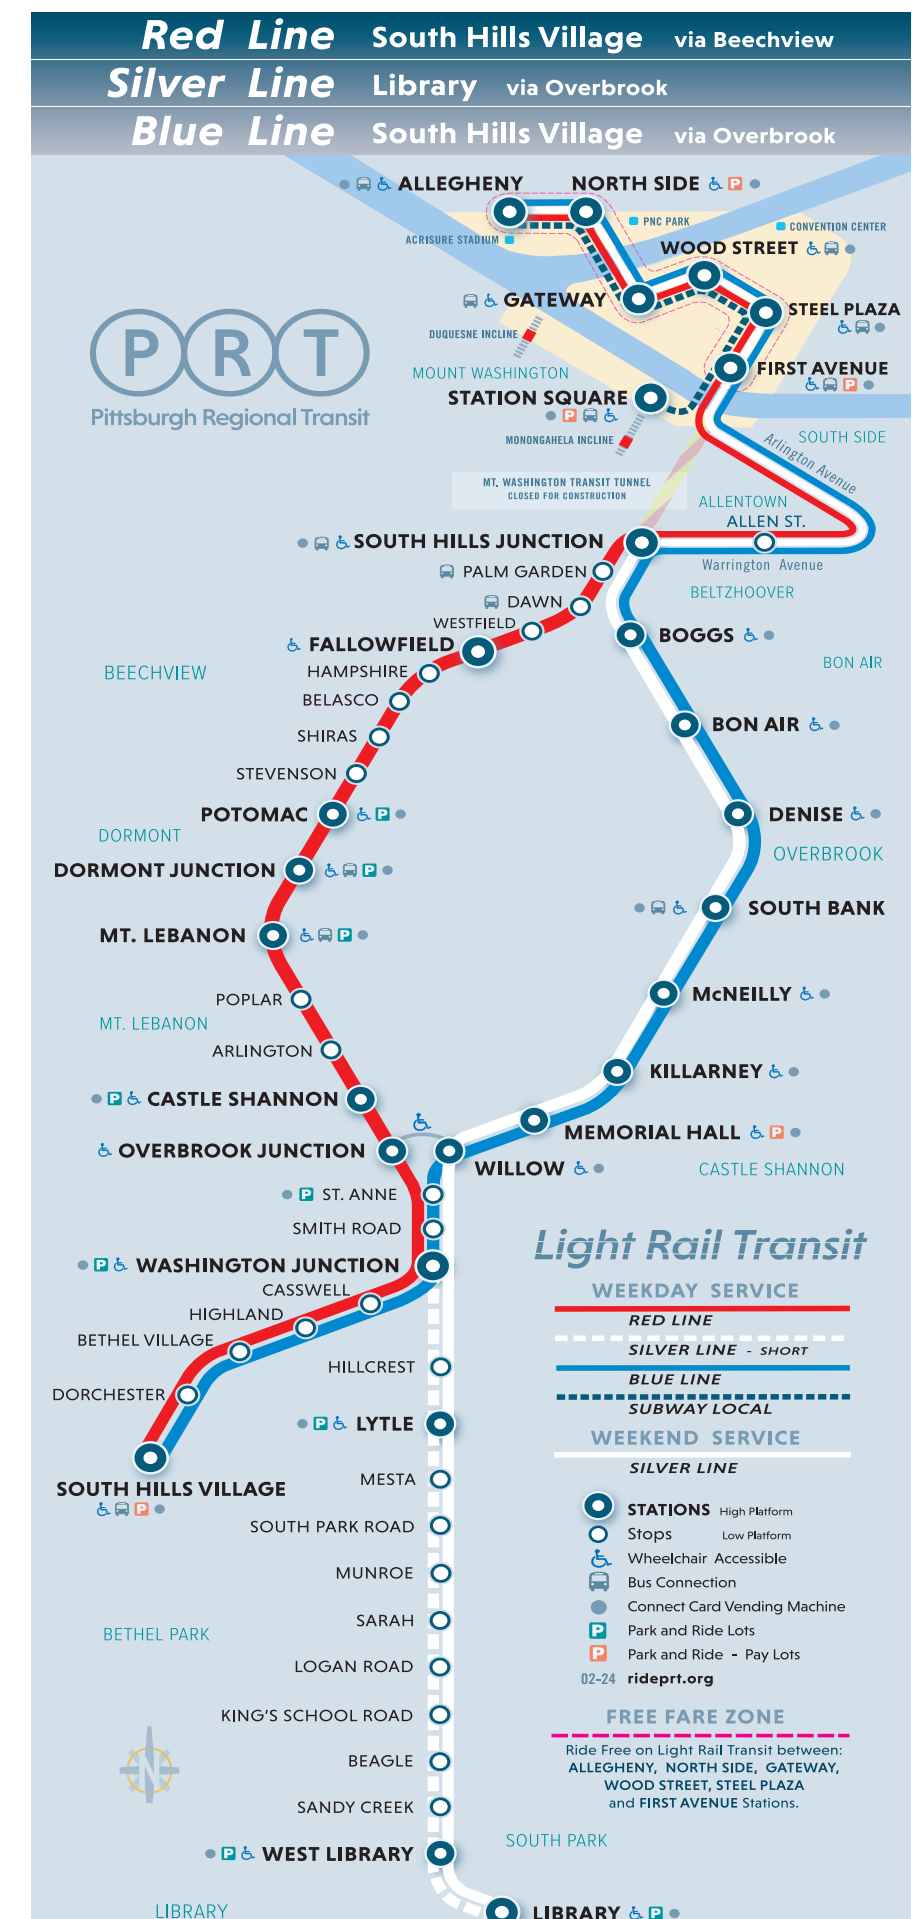 Red Line South Hills Village via Beechview
Silver Line Library via Overbrook
Blue Line South Hills Village via Overbrook
ALLEGHENY
NORTH SIDE P
PNC PARK
CONVENTION CENTER
ACRISURE STADIUM
WOOD STREET
GATEWAY
STEEL PLAZA
DUQUESNE INCLINE
PRT
Pittsburgh Regional Transit
MOUNT WASHINGTON
FIRST AVENUE
P
STATION SQUARE
P
MONONGAHELA INCLINE
SOUTH SIDE
Arlington Avenue
MT. WASHINGTON TRANSIT TUNNEL
CLOSED FOR CONSTRUCTION
ALLENTOWN
ALLEN ST.
SOUTH HILLS JUNCTION
Warrington Avenue
PALM GARDEN
BELTZHOOVER
DAWN
WESTFIELD
FALLOWFIELD
BOGGS
BON AIR
HAMPSHIRE
BEECHVIEW
BELASCO
BON AIR
SHIRAS
STEVENSON
POTOMAC P
DENISE
DORMONT
OVERBROOK
DORMONT JUNCTION P
SOUTH BANK
MT. LEBANON P
McNEILLY
POPLAR
MT. LEBANON
ARLINGTON
KILLARNEY
P CASTLE SHANNON
MEMORIAL HALL P
OVERBROOK JUNCTION
WILLOW
CASTLE SHANNON
P ST. ANNE
SMITH ROAD
P WASHINGTON JUNCTION
CASSWELL
HIGHLAND
BETHEL VILLAGE
HILLCREST
DORCHESTER
P LYTLE
SOUTH HILLS VILLAGE
P
MESTA
SOUTH PARK ROAD
MUNROE
SARAH
BETHEL PARK
LOGAN ROAD
KING'S SCHOOL ROAD
BEAGLE
N
SANDY CREEK
SOUTH PARK
P WEST LIBRARY
LIBRARY
LIBRARY P
Light Rail Transit
WEEKDAY SERVICE
RED LINE
SILVER LINE - SHORT
BLUE LINE
SUBWAY LOCAL
WEEKEND SERVICE
SILVER LINE
STATIONS High Platform
Stops Low Platform
Wheelchair Accessible
Bus Connection
Connect Card Vending Machine
P Park and Ride Lots
P Park and Ride - Pay Lots
02-24 rideprt.org
FREE FARE ZONE
Ride Free on Light Rail Transit between:
ALLEGHENY, NORTH SIDE, GATEWAY,
WOOD STREET, STEEL PLAZA
and FIRST AVENUE Stations.